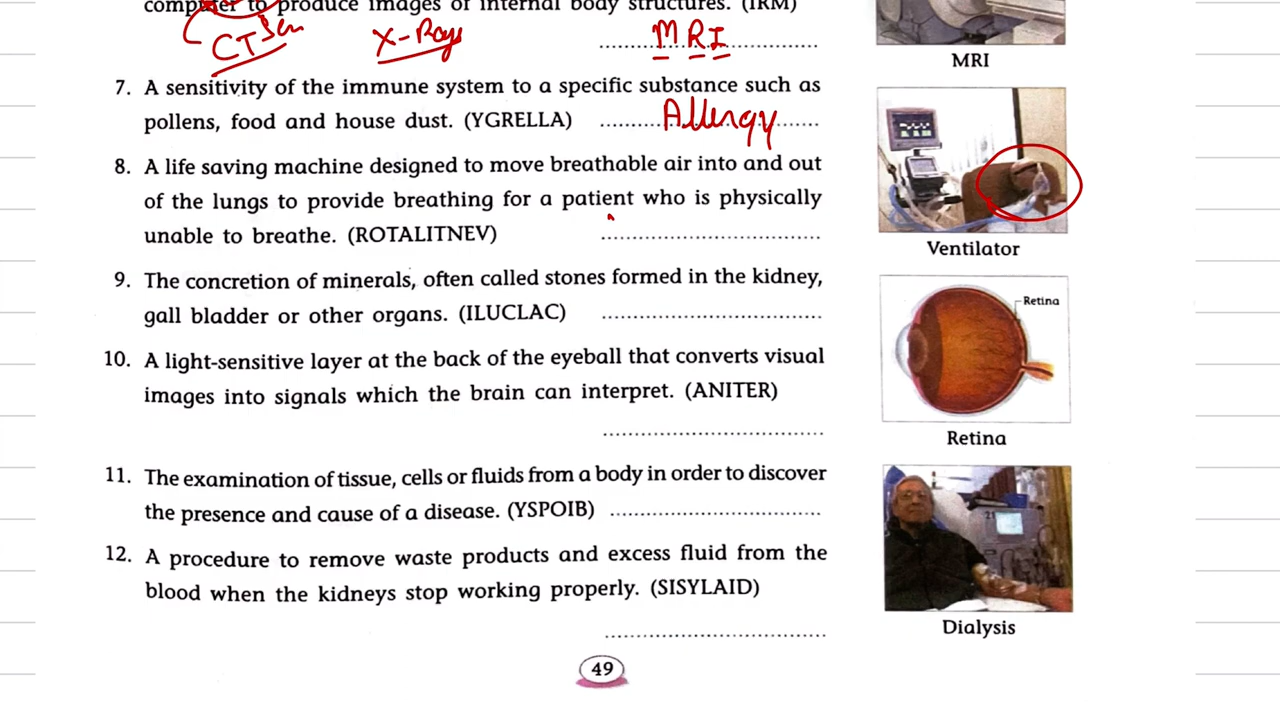 computer to produce images of internal body structures. (IRM)
CT Scan X-Rays MRI
MRI
7. A sensitivity of the immune system to a specific substance such as
pollens, food and house dust. (YGRELLA) Allergy
8. A life saving machine designed to move breathable air into and out
of the lungs to provide breathing for a patient who is physically
unable to breathe. (ROTALITNEV)
Ventilator
9. The concretion of minerals, often called stones formed in the kidney,
gall bladder or other organs. (ILUCLAC)
Retina
10. A light-sensitive layer at the back of the eyeball that converts visual
images into signals which the brain can interpret. (ANITER)
Retina
11. The examination of tissue, cells or fluids from a body in order to discover
the presence and cause of a disease. (YSPOIB)
12. A procedure to remove waste products and excess fluid from the
blood when the kidneys stop working properly. (SISYLAID)
Dialysis
49